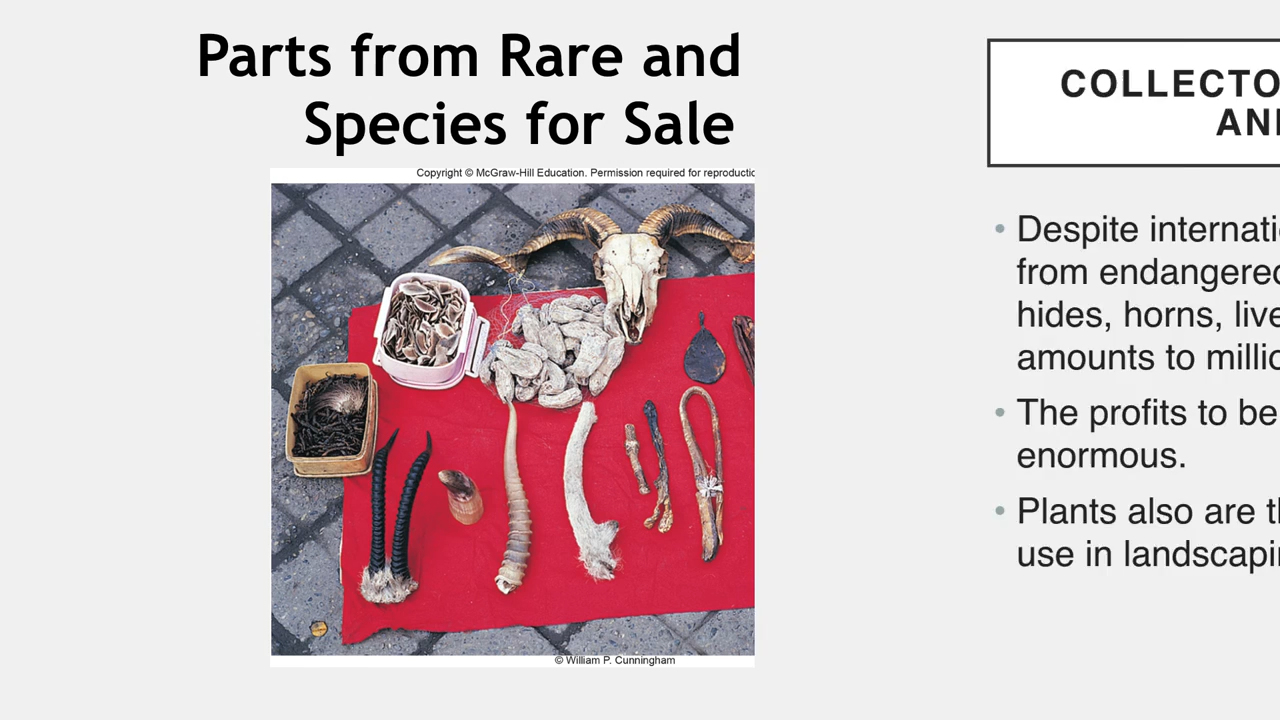 Parts from Rare and
Species for Sale
Copyright © McGraw-Hill Education. Permission required for reproductio
© William P. Cunningham
COLLECTO
AN
• Despite internati
from endangered
hides, horns, live
amounts to millio
• The profits to be
enormous.
• Plants also are t
use in landscapi